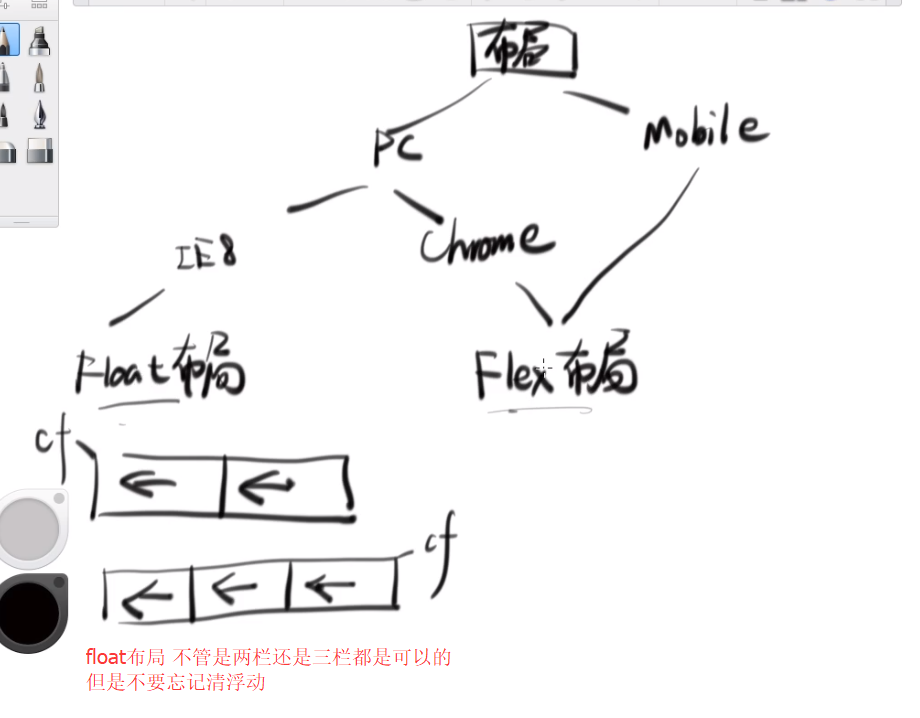 布局
PC
Mobile
IE8
Chrome
Float布局
Flex布局
cf
cf
float布局 不管是两栏还是三栏都是可以的
但是不要忘记清浮动